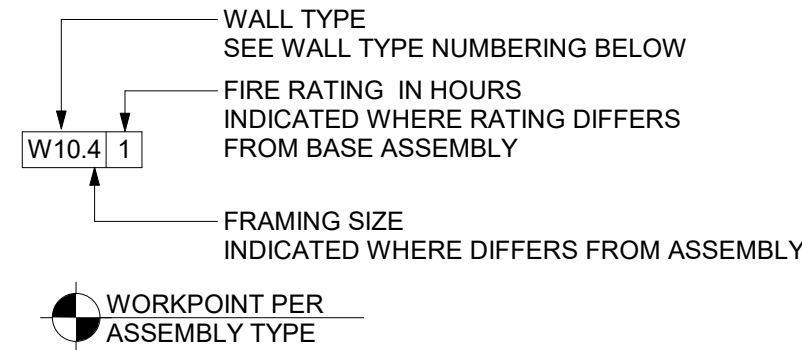 WALL TYPE
SEE WALL TYPE NUMBERING BELOW
FIRE RATING IN HOURS
INDICATED WHERE RATING DIFFERS
FROM BASE ASSEMBLY
W10.4 1
FRAMING SIZE
INDICATED WHERE DIFFERS FROM ASSEMBLY
WORKPOINT PER
ASSEMBLY TYPE